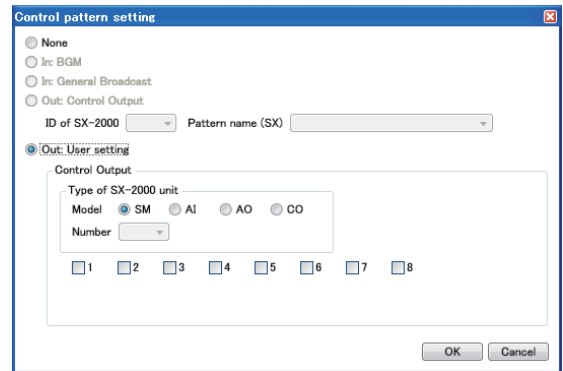 Control pattern setting
None
In: BGM
In: General Broadcast
Out: Control Output
ID of SX-2000 Pattern name (SX)
Out: User setting
Control Output
Type of SX-2000 unit
Model SM AI AO CO
Number
1 2 3 4 5 6 7 8
OK Cancel